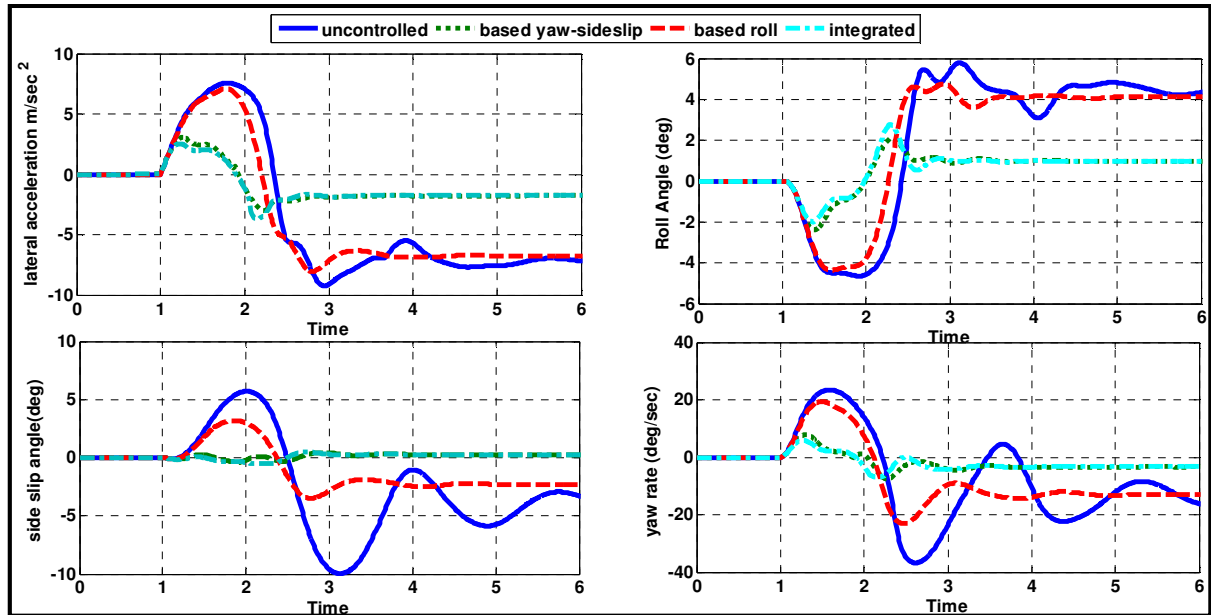 uncontrolled based yaw-sideslip based roll integrated
lateral acceleration m/sec 2
10
5
0
-5
-10
0 1 2 3 4 5 6
Time
Roll Angle (deg)
6
4
2
0
-2
-4
-6
0 1 2 3 4 5 6
Time
side slip angle(deg)
10
5
0
-5
-10
0 1 2 3 4 5 6
Time
yaw rate (deg/sec)
40
20
0
-20
-40
0 1 2 3 4 5 6
Time